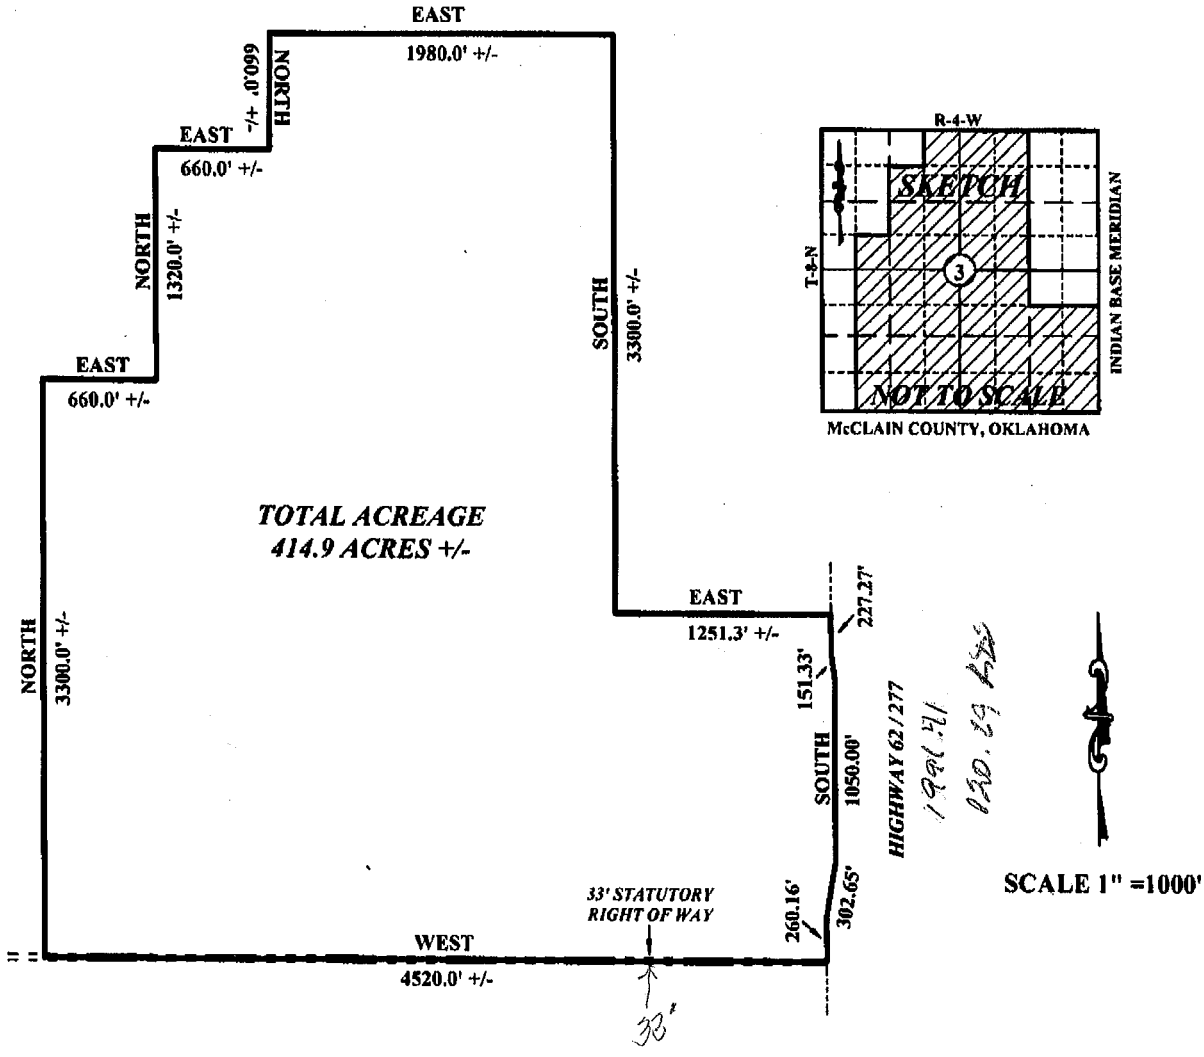 EAST
1980.0' +/-
NORTH
660.0' +/-
EAST
660.0' +/-
NORTH
1320.0' +/-
EAST
660.0' +/-
NORTH
3300.0' +/-
SOUTH
3300.0' +/-
TOTAL ACREAGE
414.9 ACRES +/-
EAST
1251.3' +/-
227.27'
151.33'
SOUTH
1050.00'
302.65'
260.16'
HIGHWAY 62 / 277
33' STATUTORY
RIGHT OF WAY
WEST
4520.0' +/-
33'
R-4-W
T-8-N
SKETCH
3
NOT TO SCALE
INDIAN BASE MERIDIAN
McCLAIN COUNTY, OKLAHOMA
SCALE 1" =1000'